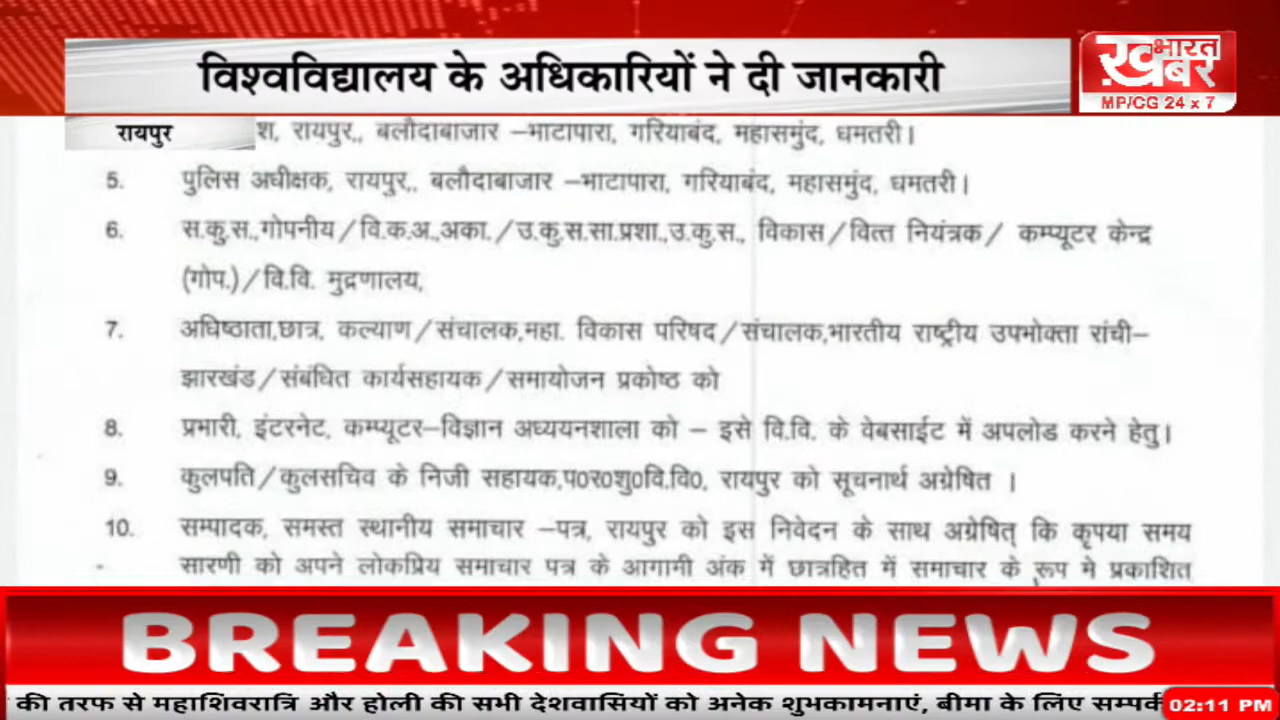 विश्वविद्यालय के अधिकारियों ने दी जानकारी
भारत
ख़बर
MP/CG 24 x 7
रायपुर
श, रायपुर,, बलौदाबाजार –भाटापारा, गरियाबंद, महासमुंद, धमतरी।
5. पुलिस अधीक्षक, रायपुर,, बलौदाबाजार –भाटापारा, गरियाबंद, महासमुंद, धमतरी।
6. स.कु.स.,गोपनीय/वि.क.अ.,अका./उ.कु.स.सा.प्रशा.,उ.कु.स., विकास/वित्त नियंत्रक/ कम्प्यूटर केन्द्र
(गोप.)/वि.वि. मुद्रणालय,
7. अधिष्ठाता,छात्र, कल्याण/संचालक,महा. विकास परिषद/संचालक,भारतीय राष्ट्रीय उपभोक्ता रांची–
झारखंड/संबंधित कार्यसहायक/समायोजन प्रकोष्ठ को
8. प्रभारी, इंटरनेट, कम्प्यूटर–विज्ञान अध्ययनशाला को – इसे वि.वि. के वेबसाईट में अपलोड करने हेतु।
9. कुलपति/कुलसचिव के निजी सहायक,प0र0शु0वि.वि0, रायपुर को सूचनार्थ अग्रेषित ।
10. सम्पादक, समस्त स्थानीय समाचार –पत्र, रायपुर को इस निवेदन के साथ अग्रेषित् कि कृपया समय
सारणी को अपने लोकप्रिय समाचार पत्र के आगामी अंक में छात्रहित में समाचार के रूप मे प्रकाशित
BREAKING NEWS
की तरफ से महाशिवरात्रि और होली की सभी देशवासियों को अनेक शुभकामनाएं, बीमा के लिए सम्पर्क
02:11 PM